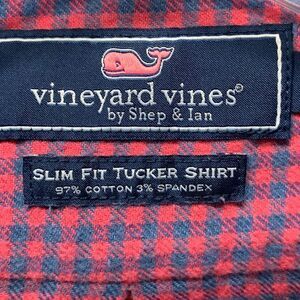 vineyard vines®
by Shep & Ian
SLIM FIT TUCKER SHIRT
97% COTTON 3% SPANDEX